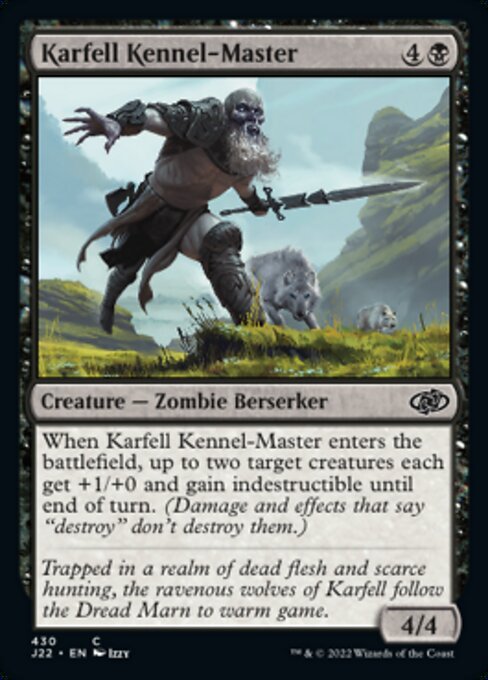 Karfell Kennel-Master 4
Creature — Zombie Berserker
When Karfell Kennel-Master enters the
battlefield, up to two target creatures each
get +1/+0 and gain indestructible until
end of turn. (Damage and effects that say
"destroy" don't destroy them.)
Trapped in a realm of dead flesh and scarce
hunting, the ravenous wolves of Karfell follow
the Dread Marn to warm game.
4/4
430 C
J22 • EN Izzy
™ & © 2022 Wizards of the Coast